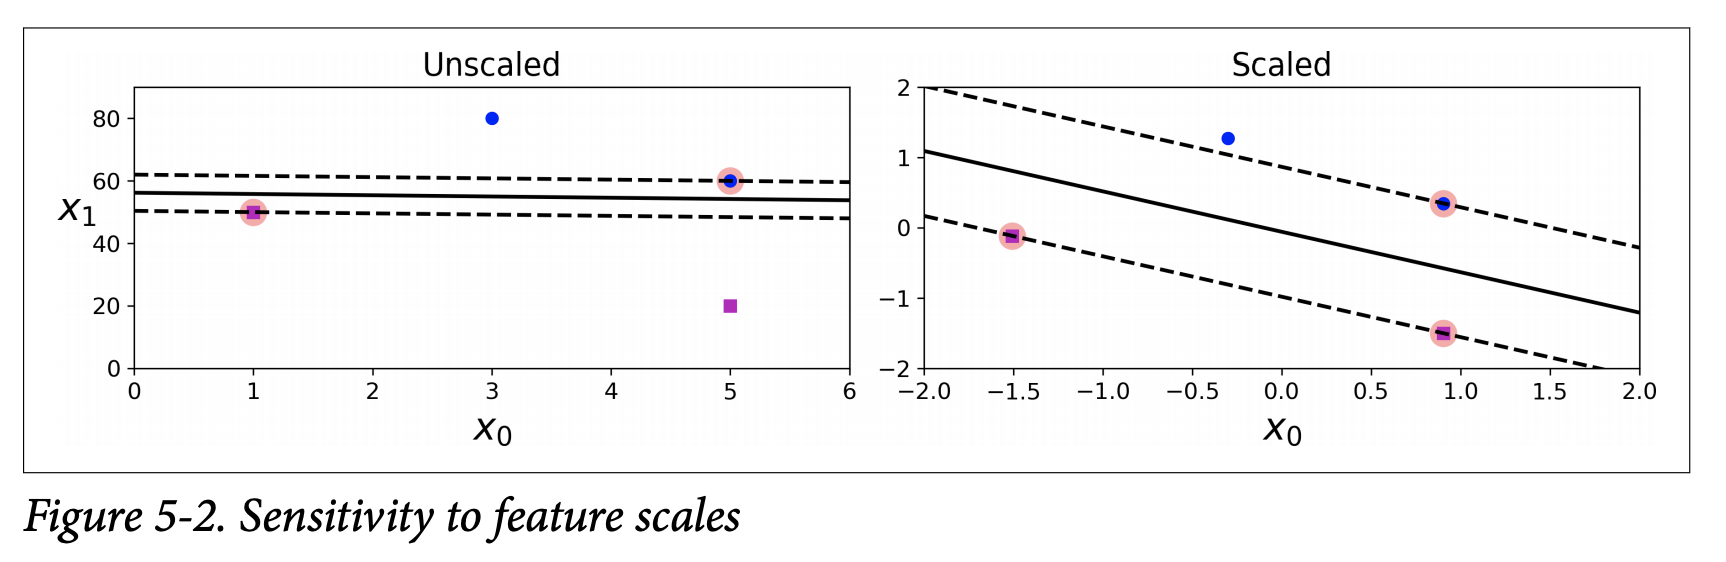 Unscaled
80
60
40
20
0
x1
0 1 2 3 4 5 6
x0
Scaled
2
1
0
−1
−2
−2.0 −1.5 −1.0 −0.5 0.0 0.5 1.0 1.5 2.0
x0
Figure 5-2. Sensitivity to feature scales